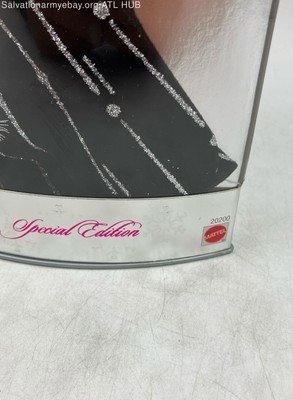 Salvationarmyebay.org/ATL HUB
Special Edition
20200
MATTEL